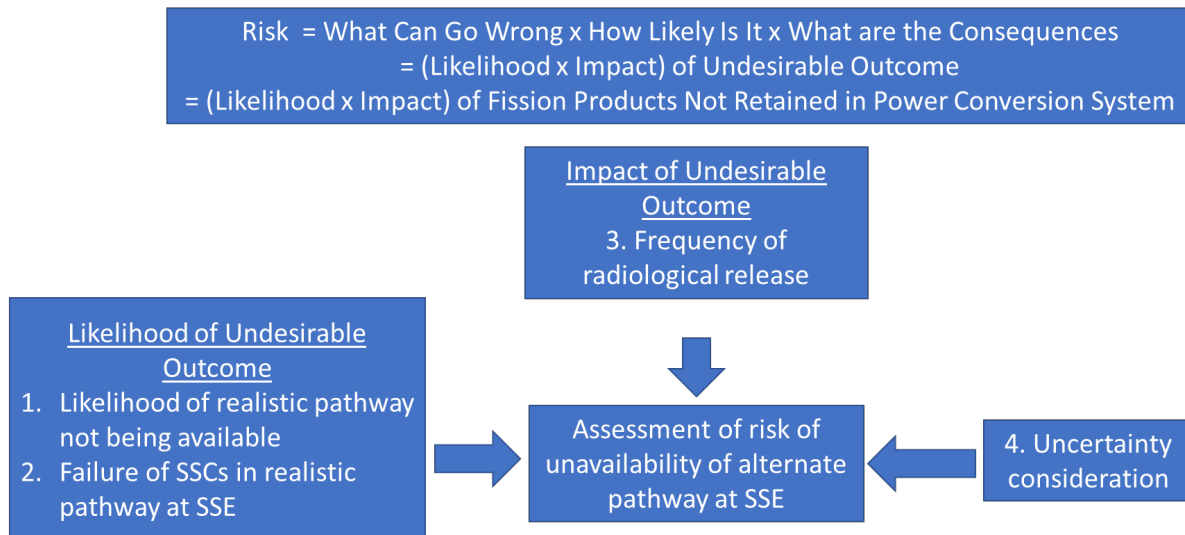 Risk = What Can Go Wrong x How Likely Is It x What are the Consequences
= (Likelihood x Impact) of Undesirable Outcome
= (Likelihood x Impact) of Fission Products Not Retained in Power Conversion System
Impact of Undesirable
Outcome
3. Frequency of
radiological release
Likelihood of Undesirable
Outcome
1. Likelihood of realistic pathway
not being available
2. Failure of SSCs in realistic
pathway at SSE
Assessment of risk of
unavailability of alternate
pathway at SSE
4. Uncertainty
consideration